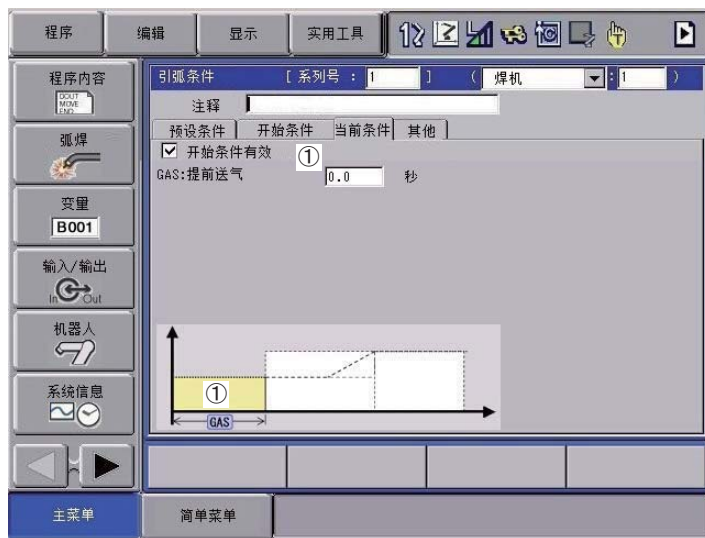 程序 编辑 显示 实用工具
程序内容
DOUT
MOVE
END
弧焊
变量
B001
输入/输出
In Out
机器人
系统信息
引弧条件 [ 系列号 : 1 ] ( 焊机 : 1 )
注释
预设条件 开始条件 当前条件 其他
开始条件有效 ①
GAS:提前送气 0.0 秒
①
GAS
主菜单 简单菜单